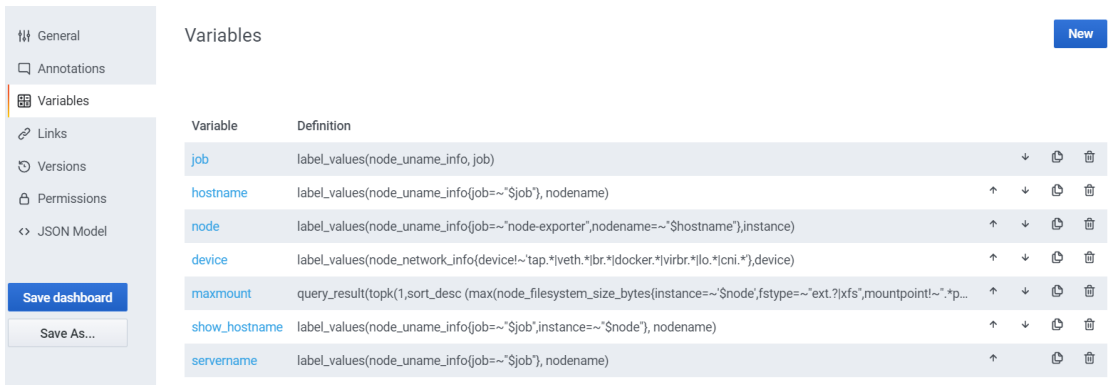 General
Annotations
Variables
Links
Versions
Permissions
JSON Model
Save dashboard
Save As...
Variables
New
Variable Definition
job label_values(node_uname_info, job)
hostname label_values(node_uname_info{job=~"$job"}, nodename)
node label_values(node_uname_info{job=~"node-exporter",nodename=~"$hostname"},instance)
device label_values(node_network_info{device!~'tap.*|veth.*|br.*|docker.*|virbr.*|lo.*|cni.*'},device)
maxmount query_result(topk(1,sort_desc (max(node_filesystem_size_bytes{instance=~'$node',fstype=~"ext.?|xfs",mountpoint!~".*p...
show_hostname label_values(node_uname_info{job=~"$job",instance=~"$node"}, nodename)
servername label_values(node_uname_info{job=~"$job"}, nodename)